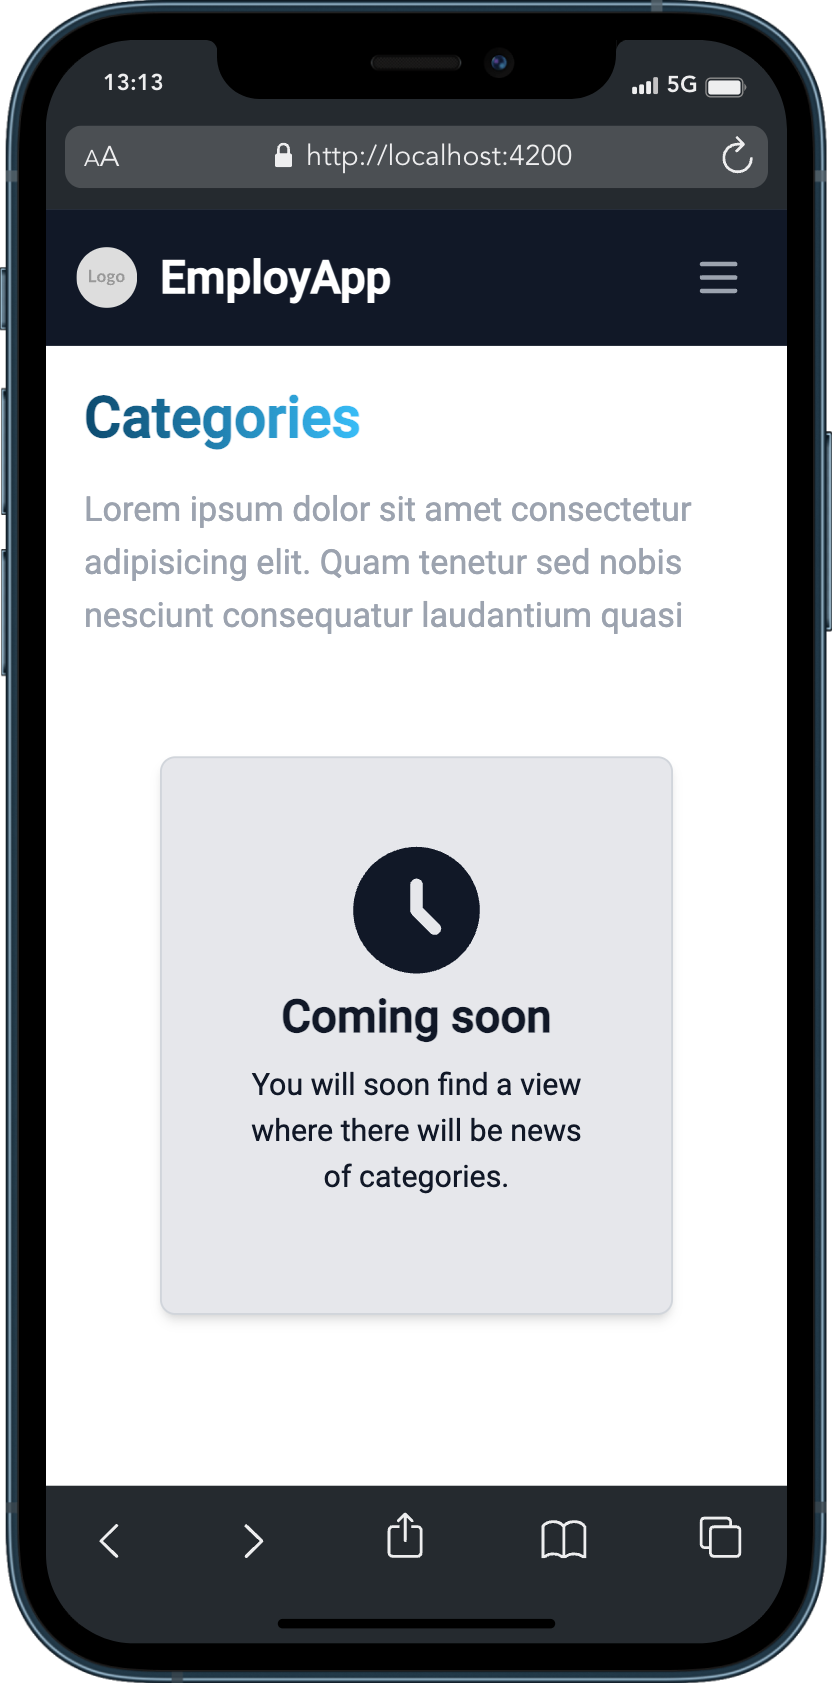 13:13
5G
AA
http://localhost:4200
Logo
EmployApp
Categories
Lorem ipsum dolor sit amet consectetur
adipisicing elit. Quam tenetur sed nobis
nesciunt consequatur laudantium quasi
Coming soon
You will soon find a view
where there will be news
of categories.